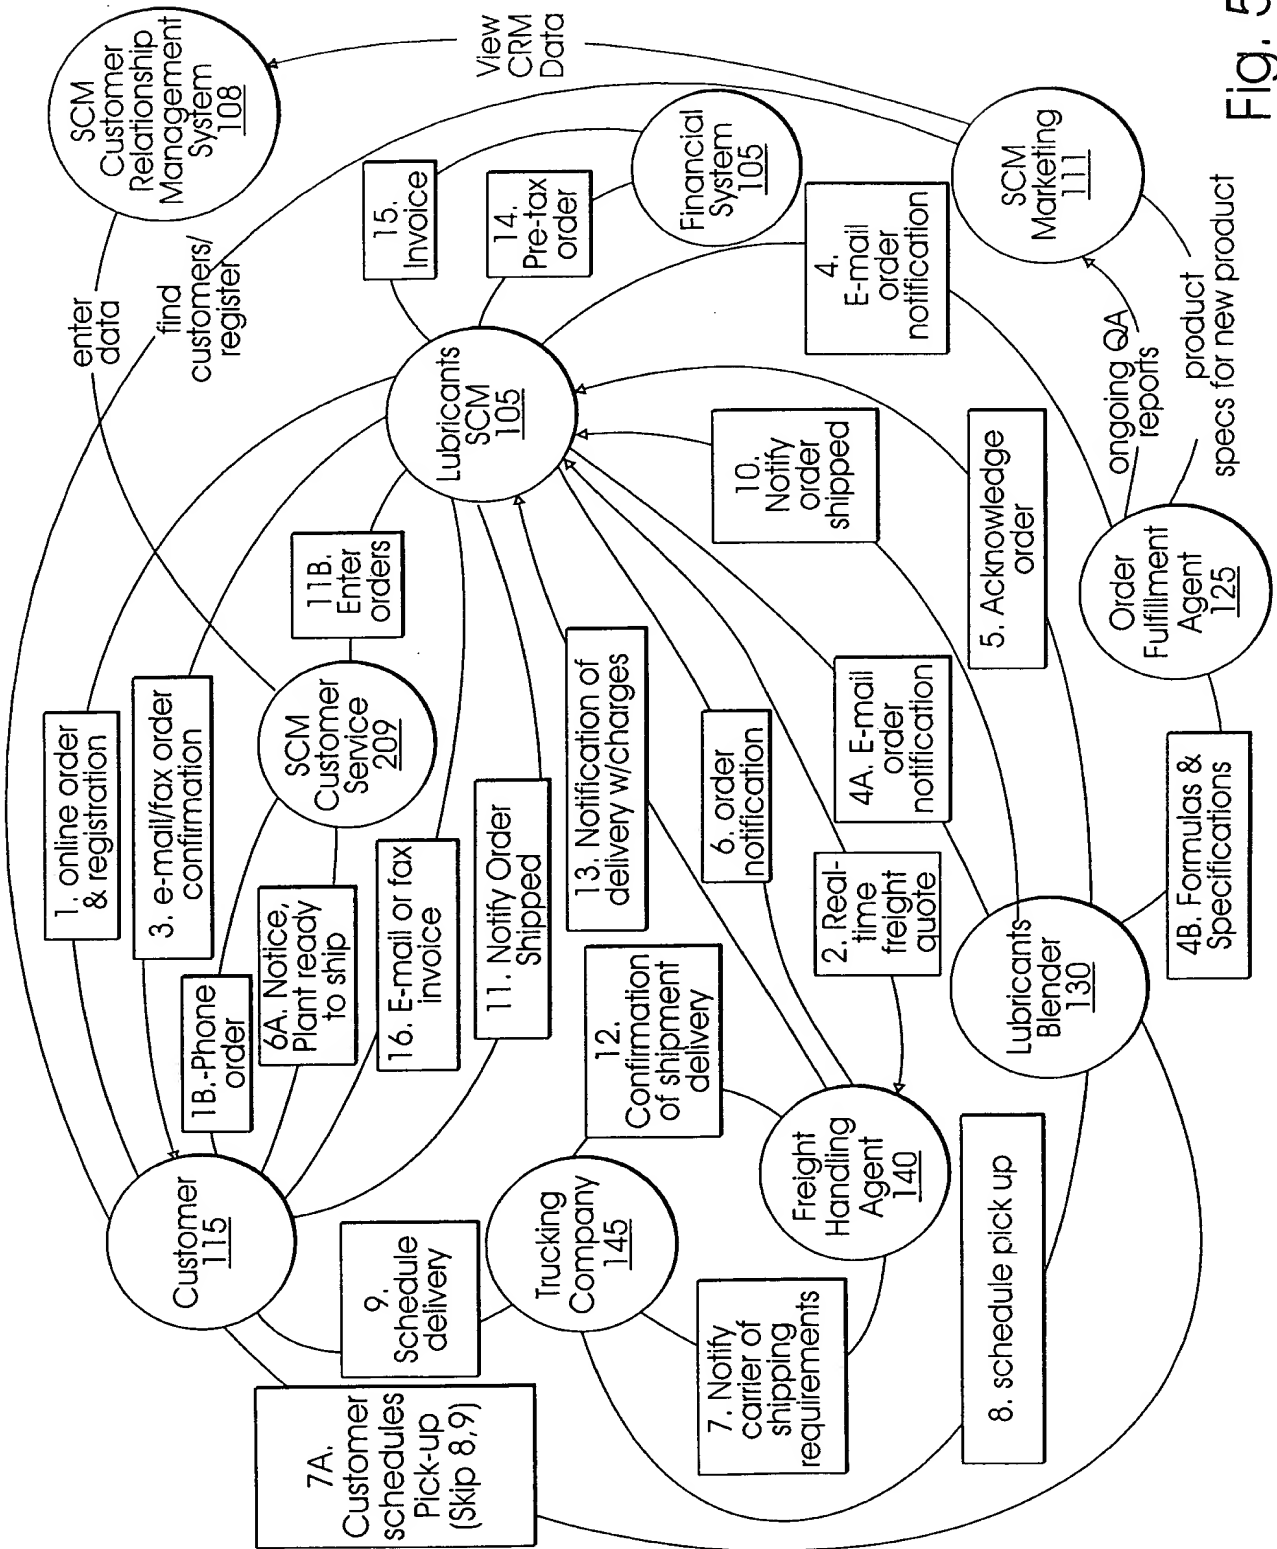 SCM
Customer
Relationship
Management
System
108
View
CRM
Data
enter
data
find
customers/
register
15.
Invoice
14.
Pre-tax
order
Financial
System
105
SCM
Marketing
111
4.
E-mail
order
notification
Lubricants
SCM
105
ongoing QA
reports
product
specs for new product
10.
Notify
order
shipped
5. Acknowledge
order
Order
Fulfillment
Agent
125
11B.
Enter
orders
1. online order
& registration
3. e-mail/fax order
confirmation
SCM
Customer
Service
209
13. Notification of
delivery w/charges
6. order
notification
4A. E-mail
order
notification
4B. Formulas &
Specifications
1B.-Phone
order
6A. Notice,
Plant ready
to ship
16. E-mail or fax
invoice
11. Notify Order
Shipped
2. Real-
time
freight
quote
12.
Confirmation
of shipment
delivery
Lubricants
Blender
130
Customer
115
Trucking
Company
145
Freight
Handling
Agent
140
9.
Schedule
delivery
7. Notify
carrier of
shipping
requirements
8. schedule pick up
7A.
Customer
schedules
Pick-up
(Skip 8,9)
Fig. 5